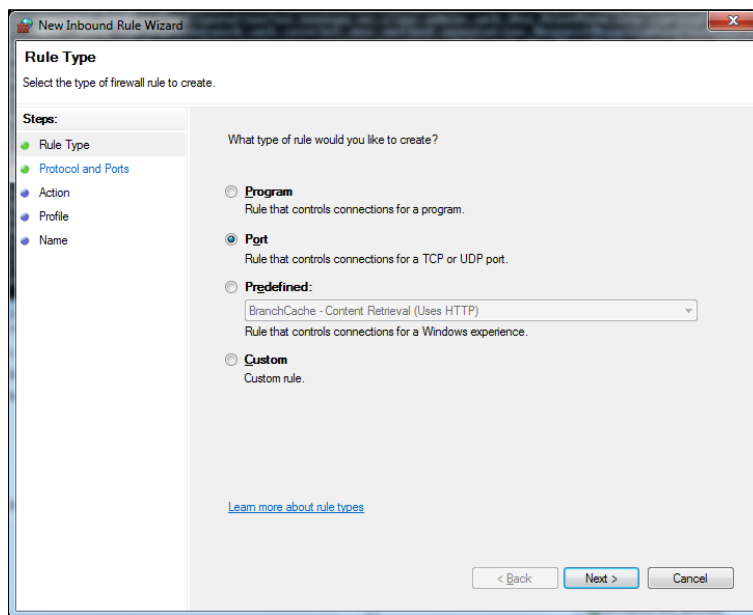 New Inbound Rule Wizard
Rule Type
Select the type of firewall rule to create.
Steps:
Rule Type
Protocol and Ports
Action
Profile
Name
What type of rule would you like to create?
Program
Rule that controls connections for a program.
Port
Rule that controls connections for a TCP or UDP port.
Predefined:
BranchCache - Content Retrieval (Uses HTTP)
Rule that controls connections for a Windows experience.
Custom
Custom rule.
Learn more about rule types
< Back Next > Cancel